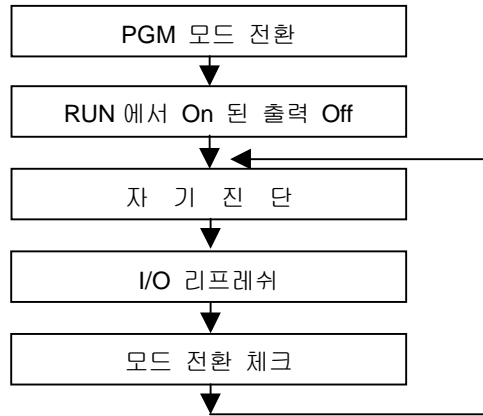 PGM 모드 전환
RUN 에서 On 된 출력 Off
자 기 진 단
I/O 리프레쉬
모드 전환 체크